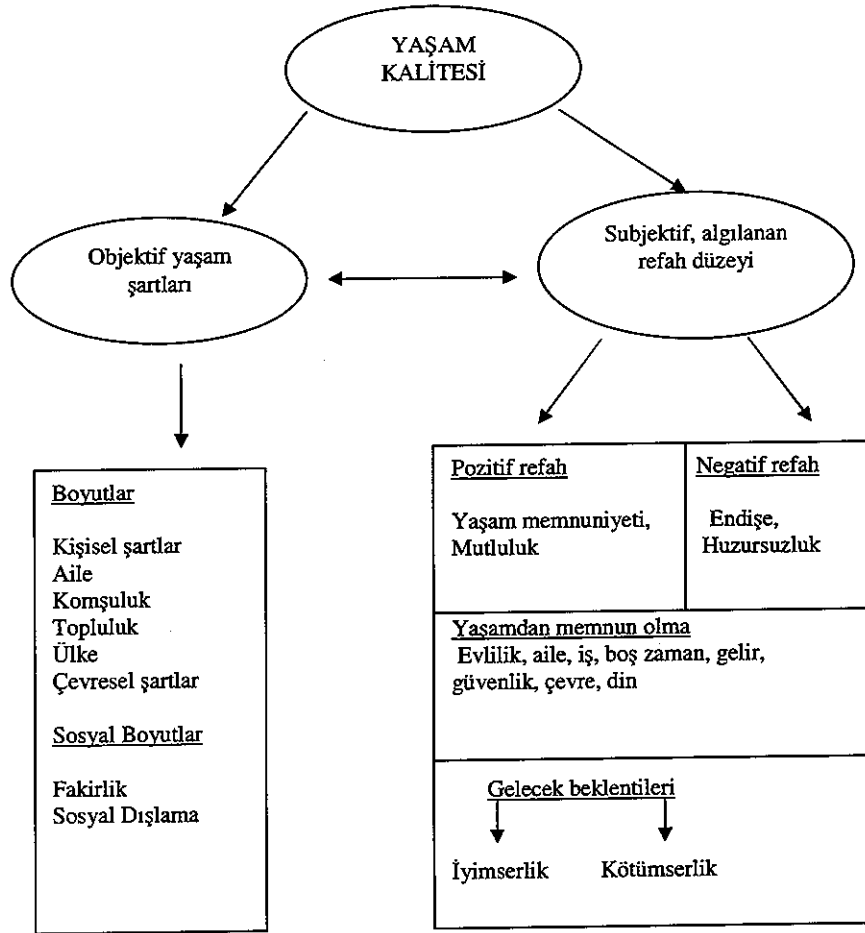 YAŞAM
KALİTESİ
Objektif yaşam
şartları
Subjektif, algılanan
refah düzeyi
Boyutlar
Kişisel şartlar
Aile
Komşuluk
Topluluk
Ülke
Çevresel şartlar
Sosyal Boyutlar
Fakirlik
Sosyal Dışlama
Pozitif refah
Yaşam memnuniyeti,
Mutluluk
Negatif refah
Endişe,
Huzursuzluk
Yaşamdan memnun olma
Evlilik, aile, iş, boş zaman, gelir,
güvenlik, çevre, din
Gelecek beklentileri
İyimserlik
Kötümserlik